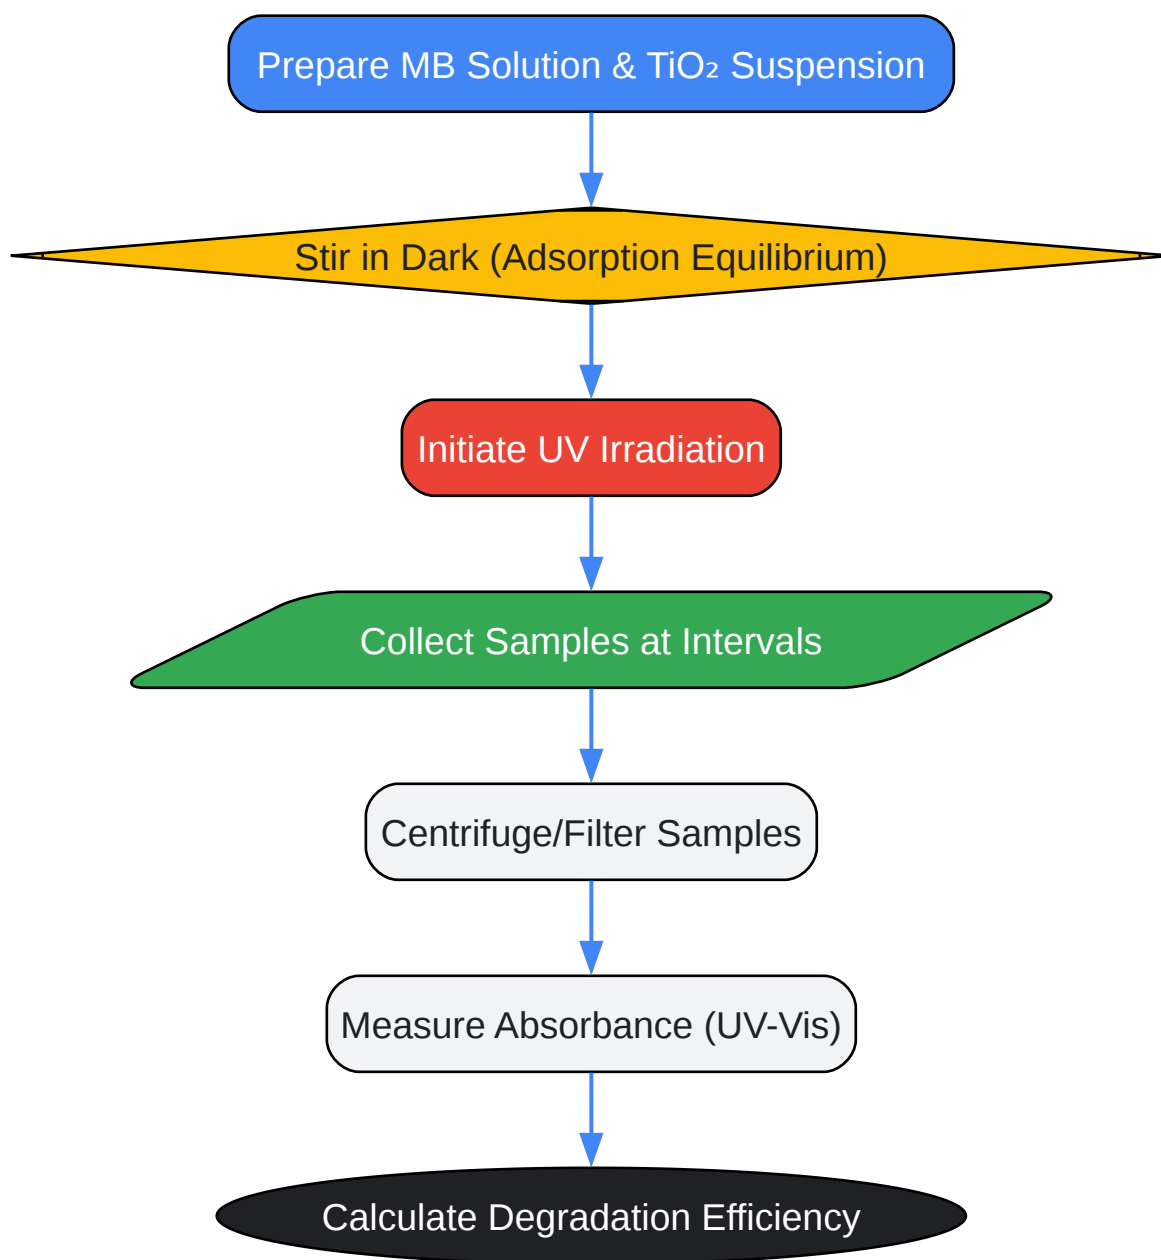 Prepare MB Solution & TiO₂ Suspension
Stir in Dark (Adsorption Equilibrium)
Initiate UV Irradiation
Collect Samples at Intervals
Centrifuge/Filter Samples
Measure Absorbance (UV-Vis)
Calculate Degradation Efficiency